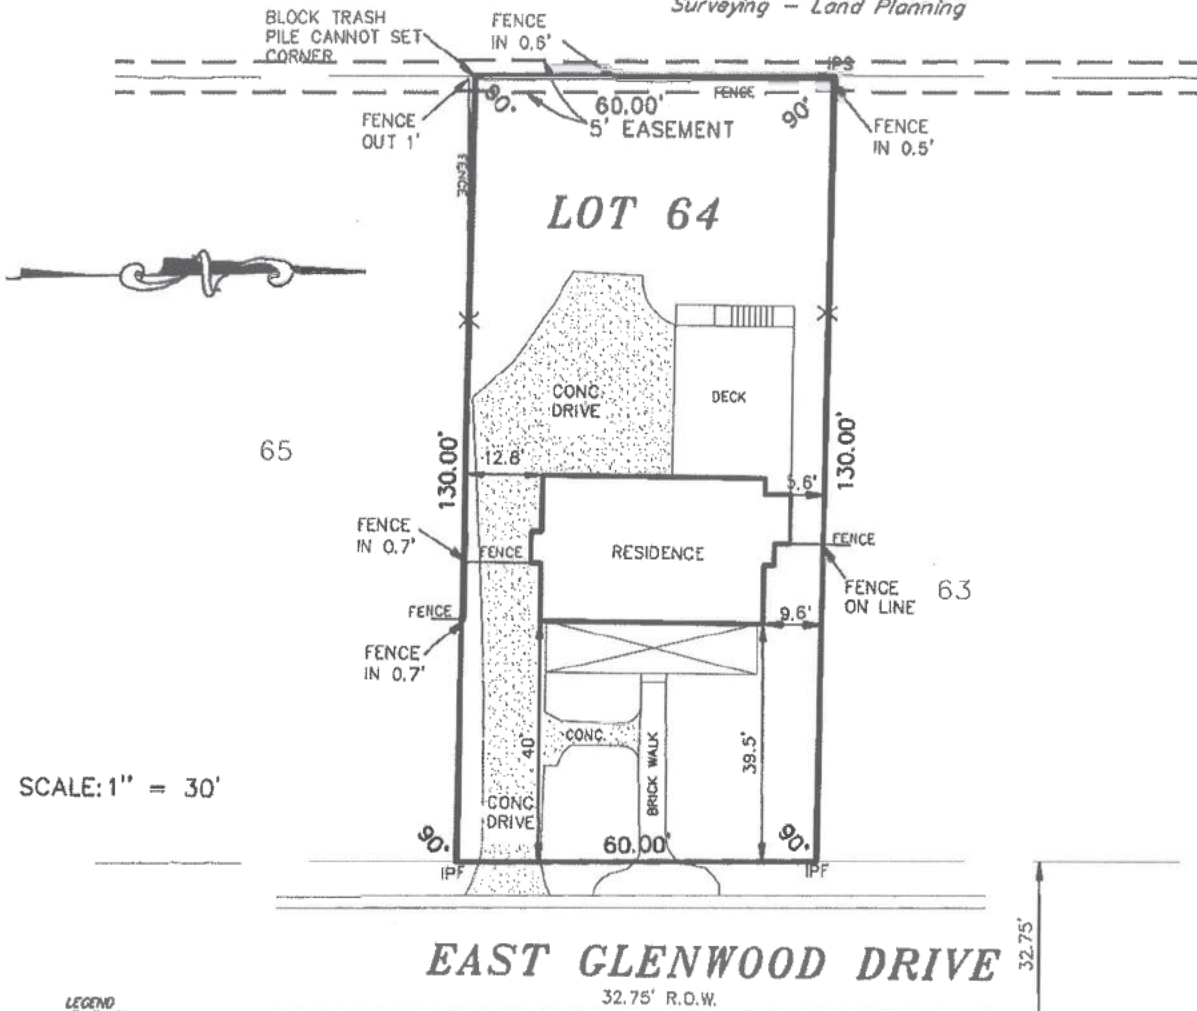 Surveying – Land Planning
BLOCK TRASH
PILE CANNOT SET
CORNER
FENCE
IN 0.6'
IPS
FENCE
90°
60.00'
90°
5' EASEMENT
FENCE
OUT 1'
FENCE
IN 0.5'
FENCE
LOT 64
CONC.
DRIVE
DECK
65
130.00'
130.00'
12.8'
5.6'
FENCE
IN 0.7'
FENCE
RESIDENCE
FENCE
FENCE
ON LINE
63
FENCE
9.6'
FENCE
IN 0.7'
40'
CONC.
BRICK WALK
39.5'
SCALE: 1" = 30'
CONC
DRIVE
90°
60.00'
90°
IPF
IPF
EAST GLENWOOD DRIVE
32.75'
32.75' R.O.W.
LEGEND